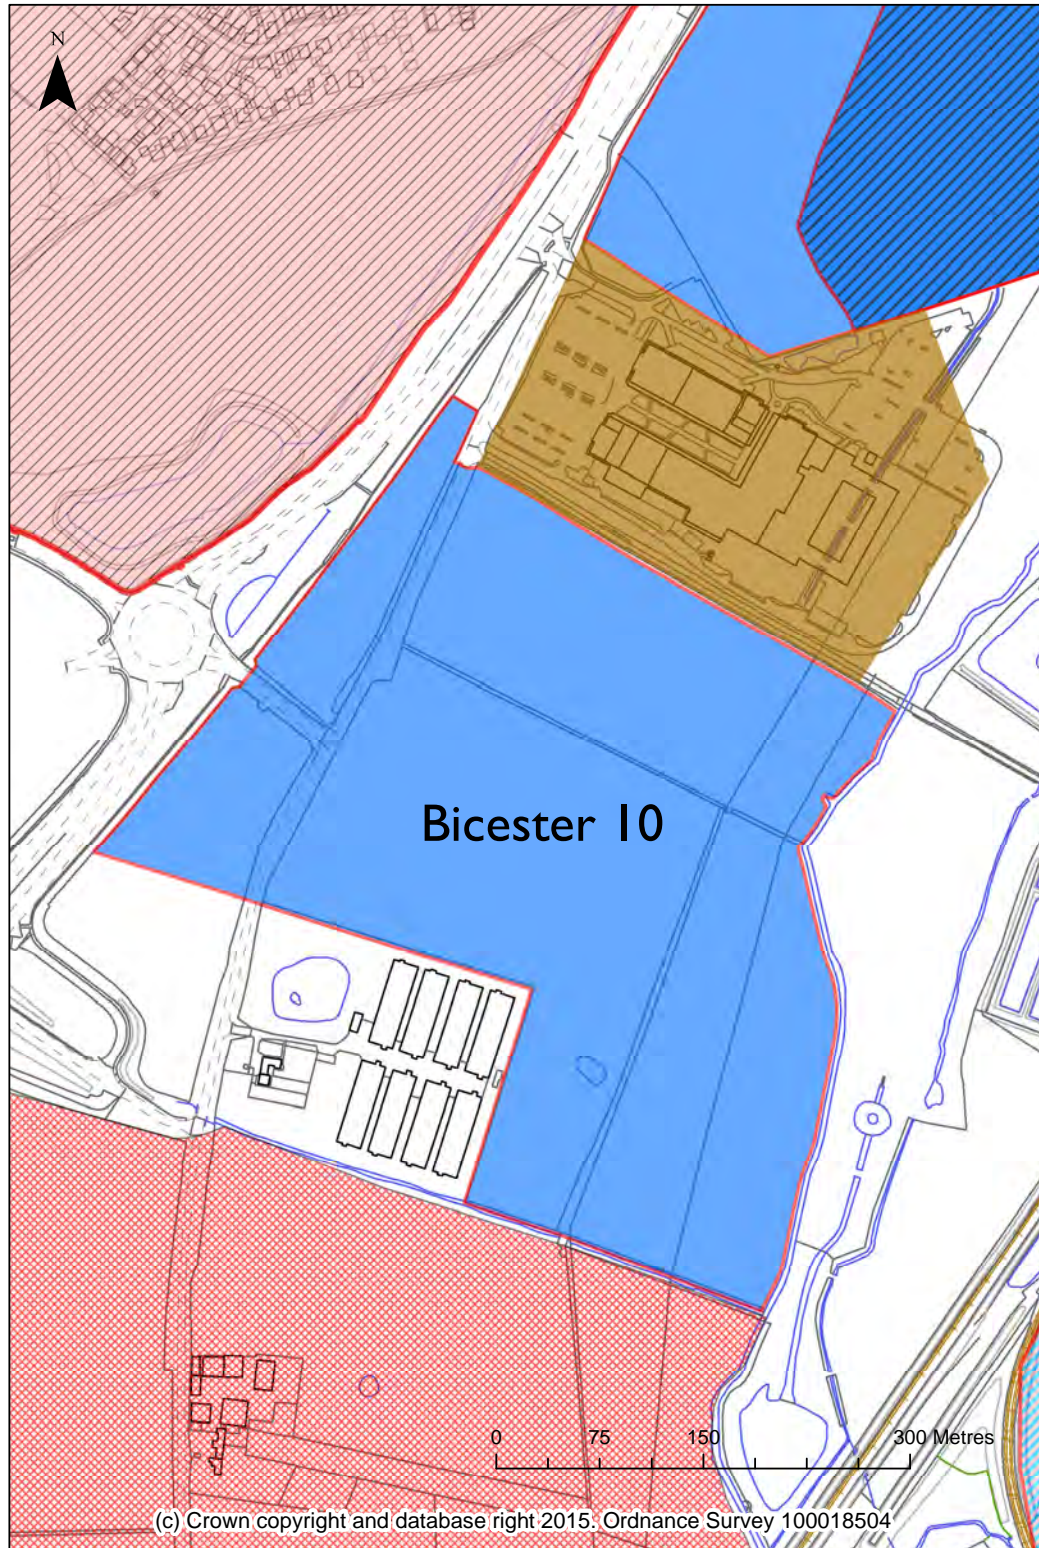 N
Bicester 10
0 75 150 300 Metres
(c) Crown copyright and database right 2015. Ordnance Survey 100018504